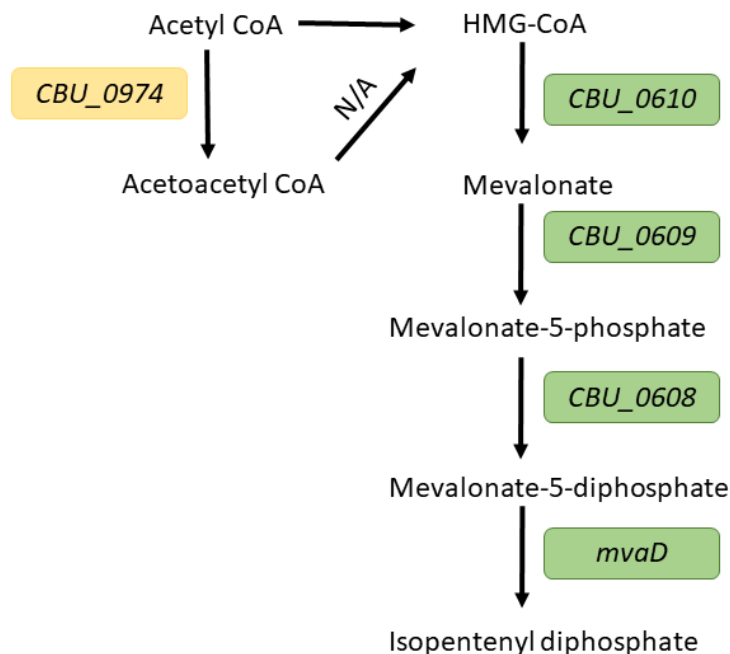 Acetyl CoA
HMG-CoA
CBU_0974
CBU_0610
N/A
Acetoacetyl CoA
Mevalonate
CBU_0609
Mevalonate-5-phosphate
CBU_0608
Mevalonate-5-diphosphate
mvaD
Isopentenyl diphosphate